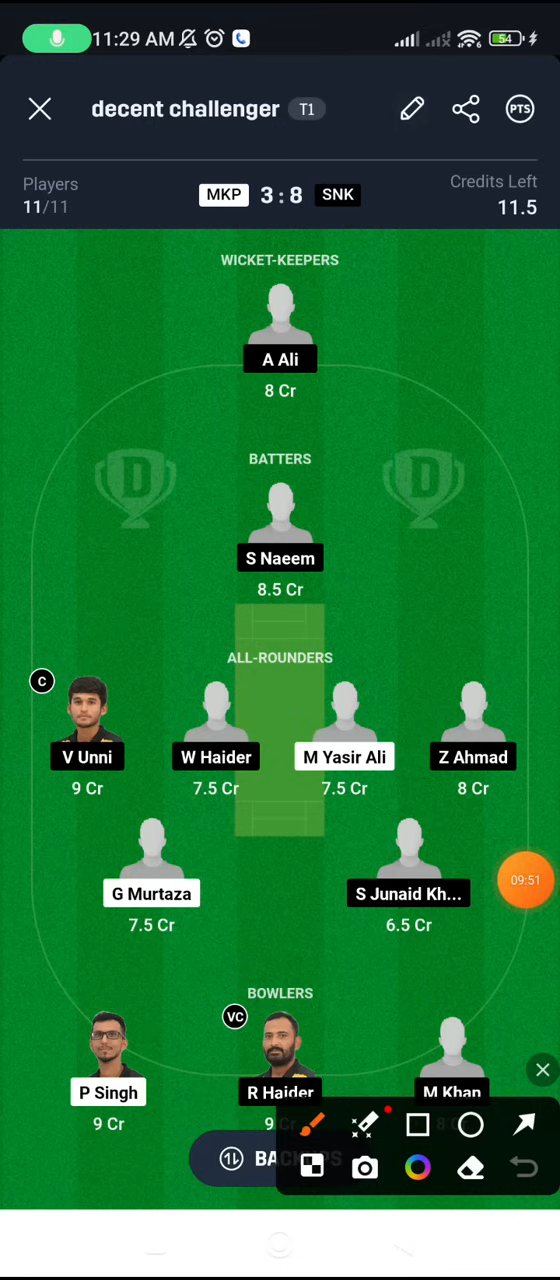 11:29 AM
54
decent challenger T1
PTS
Players
11/11
MKP 3 : 8 SNK
Credits Left
11.5
WICKET-KEEPERS
A Ali
8 Cr
BATTERS
D
D
S Naeem
8.5 Cr
ALL-ROUNDERS
C
V Unni
W Haider
M Yasir Ali
Z Ahmad
9 Cr
7.5 Cr
7.5 Cr
8 Cr
09:51
G Murtaza
S Junaid Kh...
7.5 Cr
6.5 Cr
BOWLERS
VC
P Singh
R Haider
M Khan
9 Cr
9